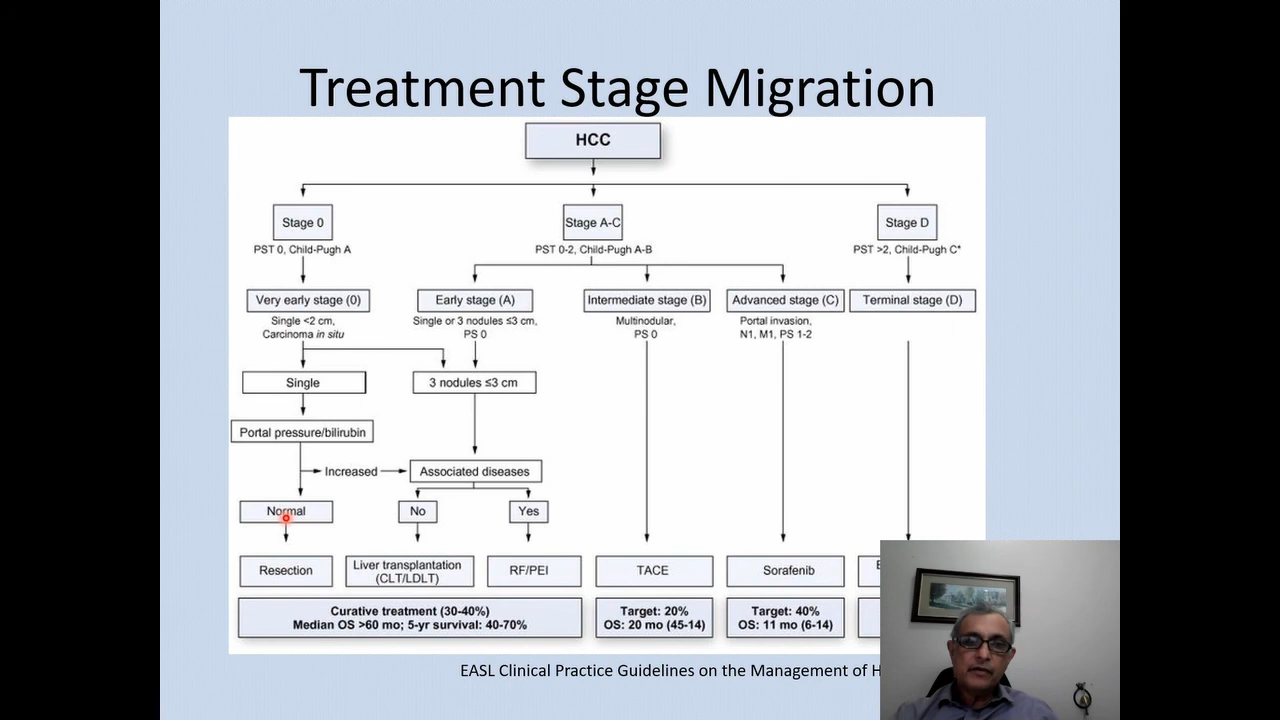 Treatment Stage Migration
HCC
Stage 0
Stage A-C
Stage D
PST 0, Child-Pugh A
PST 0-2, Child-Pugh A-B
PST >2, Child-Pugh C*
Very early stage (0)
Early stage (A)
Intermediate stage (B)
Advanced stage (C)
Terminal stage (D)
Single <2 cm,
Carcinoma in situ
Single or 3 nodules ≤3 cm,
PS 0
Multinodular,
PS 0
Portal invasion,
N1, M1, PS 1-2
Single
3 nodules ≤3 cm
Portal pressure/bilirubin
Increased
Associated diseases
Normal
No
Yes
Resection
Liver transplantation
(CLT/LDLT)
RF/PEI
TACE
Sorafenib
Curative treatment (30-40%)
Median OS >60 mo; 5-yr survival: 40-70%
Target: 20%
OS: 20 mo (45-14)
Target: 40%
OS: 11 mo (6-14)
EASL Clinical Practice Guidelines on the Management of